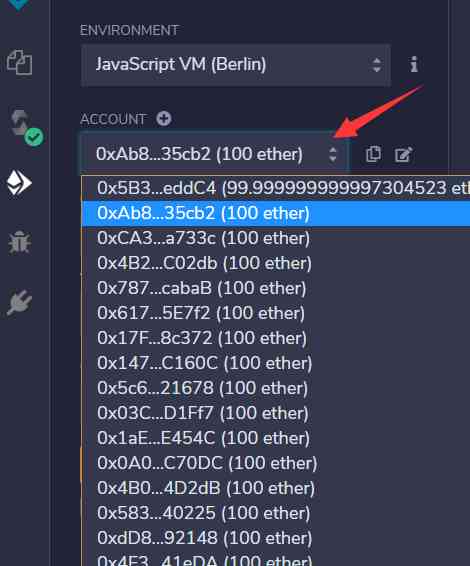 ENVIRONMENT
JavaScript VM (Berlin)
ACCOUNT
0xAb8...35cb2 (100 ether)
0x5B3...eddC4 (99.999999999997304523 eth
0xAb8...35cb2 (100 ether)
0xCA3...a733c (100 ether)
0x4B2...C02db (100 ether)
0x787...cabaB (100 ether)
0x617...5E7f2 (100 ether)
0x17F...8c372 (100 ether)
0x147...C160C (100 ether)
0x5c6...21678 (100 ether)
0x03C...D1Ff7 (100 ether)
0x1aE...E454C (100 ether)
0x0A0...C70DC (100 ether)
0x4B0...4D2dB (100 ether)
0x583...40225 (100 ether)
0xdD8...92148 (100 ether)
0x4F3...41eDA (100 ether)